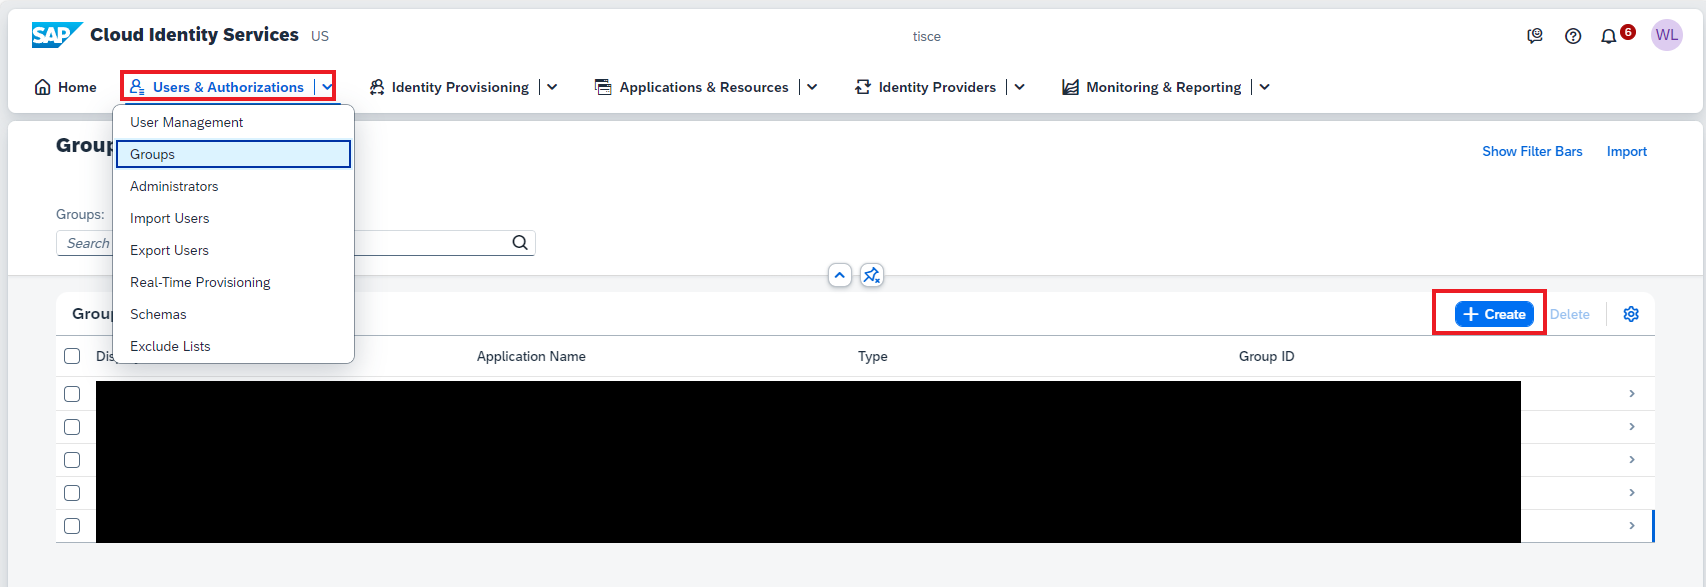 SAP Cloud Identity Services US
tisce
6
WL
Home
Users & Authorizations
Identity Provisioning
Applications & Resources
Identity Providers
Monitoring & Reporting
User Management
Groups
Administrators
Import Users
Export Users
Real-Time Provisioning
Schemas
Exclude Lists
Group
Show Filter Bars
Import
Groups:
Search
Group
Create
Delete
Application Name
Type
Group ID